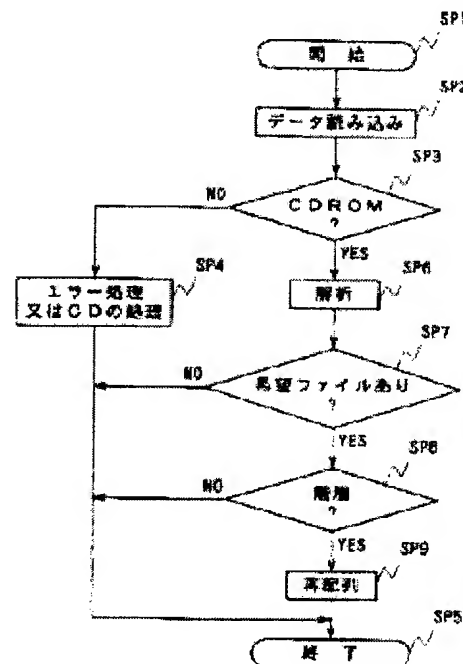 SP1
開 始
SP2
データ読み込み
SP3
CDROM
?
NO
YES
SP4
エラー処理
又はCDの処理
SP6
解析
SP7
希望ファイルあり
?
NO
YES
SP8
階層
?
NO
YES
SP9
再配列
SP5
終 了